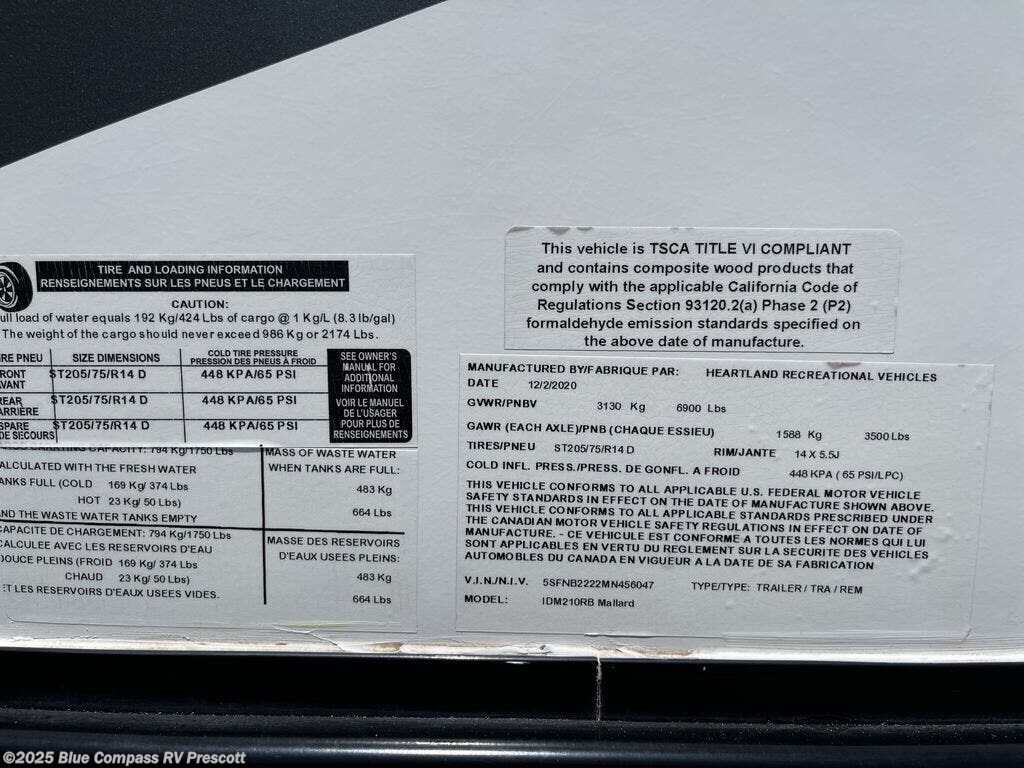 TIRE AND LOADING INFORMATION
RENSEIGNEMENTS SUR LES PNEUS ET LE CHARGEMENT
CAUTION:
ull load of water equals 192 Kg/424 Lbs of cargo @ 1 Kg/L (8.3 lb/gal)
The weight of the cargo should never exceed 986 Kg or 2174 Lbs.
IRE PNEU SIZE DIMENSIONS COLD TIRE PRESSURE
PRESSION DES PNEUS À FROID
RONT
AVANT ST205/75/R14 D 448 KPA/65 PSI
REAR
ARRIÈRE ST205/75/R14 D 448 KPA/65 PSI
SPARE
DE SECOURS ST205/75/R14 D 448 KPA/65 PSI
SEE OWNER'S
MANUAL FOR
ADDITIONAL
INFORMATION
VOIR LE MANUEL
DE L'USAGER
POUR PLUS DE
RENSEIGNEMENTS
CAPACITY: 794 Kg/1750 Lbs)
ALCULATED WITH THE FRESH WATER
ANKS FULL (COLD 169 Kg/ 374 Lbs)
HOT 23 Kg/ 50 Lbs)
AND THE WASTE WATER TANKS EMPTY
MASS OF WASTE WATER
WHEN TANKS ARE FULL:
483 Kg
664 Lbs
CAPACITE DE CHARGEMENT: 794 Kg/1750 Lbs)
CALCULEE AVEC LES RESERVOIRS D'EAU
DOUCE PLEINS (FROID 169 Kg/ 374 Lbs)
CHAUD 23 Kg/ 50 Lbs)
ET LES RESERVOIRS D'EAUX USEES VIDES.
MASSE DES RESERVOIRS
D'EAUX USEES PLEINS:
483 Kg
664 Lbs
This vehicle is TSCA TITLE VI COMPLIANT
and contains composite wood products that
comply with the applicable California Code of
Regulations Section 93120.2(a) Phase 2 (P2)
formaldehyde emission standards specified on
the above date of manufacture.
MANUFACTURED BY/FABRIQUE PAR: HEARTLAND RECREATIONAL VEHICLES
DATE 12/2/2020
GVWR/PNBV 3130 Kg 6900 Lbs
GAWR (EACH AXLE)/PNB (CHAQUE ESSIEU) 1588 Kg 3500 Lbs
TIRES/PNEU ST205/75/R14 D RIM/JANTE 14 X 5.5J
COLD INFL. PRESS./PRESS. DE GONFL. A FROID 448 KPA ( 65 PSI/LPC)
THIS VEHICLE CONFORMS TO ALL APPLICABLE U.S. FEDERAL MOTOR VEHICLE
SAFETY STANDARDS IN EFFECT ON THE DATE OF MANUFACTURE SHOWN ABOVE.
THIS VEHICLE CONFORMS TO ALL APPLICABLE STANDARDS PRESCRIBED UNDER
THE CANADIAN MOTOR VEHICLE SAFETY REGULATIONS IN EFFECT ON DATE OF
MANUFACTURE. - CE VEHICULE EST CONFORME A TOUTES LES NORMES QUI LUI
SONT APPLICABLES EN VERTU DU REGLEMENT SUR LA SECURITE DES VEHICLES
AUTOMOBILES DU CANADA EN VIGUEUR A LA DATE DE SA FABRICATION
V.I.N./N.I.V. 5SFNB2222MN456047 TYPE/TYPE: TRAILER / TRA / REM
MODEL: IDM210RB Mallard
©2025 Blue Compass RV Prescott